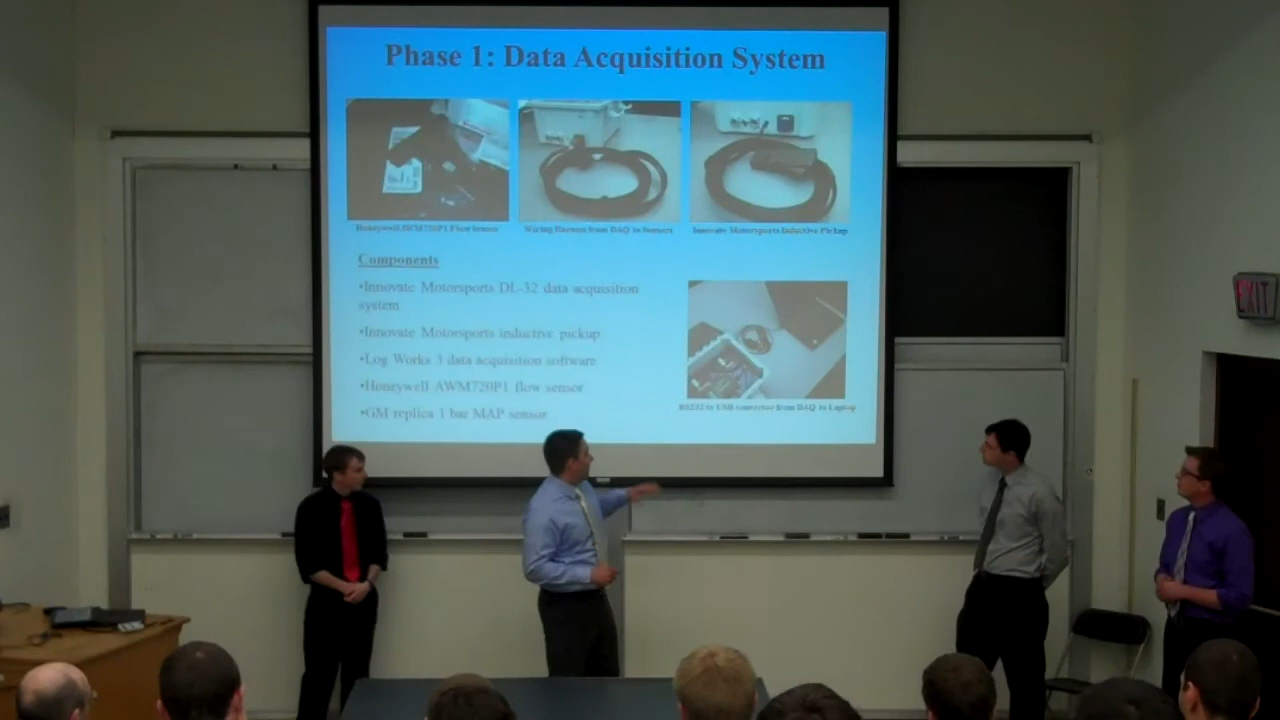 Phase 1: Data Acquisition System
Honeywell AWM720P1 Flow Sensor
Wiring Harness from DAQ to Sensors
Innovate Motorsports Inductive Pickup
Components
•Innovate Motorsports DL-32 data acquisition
system
•Innovate Motorsports inductive pickup
•Log Works 3 data acquisition software
•Honeywell AWM720P1 flow sensor
•GM replica 1 bar MAP sensor
RS232 to USB connector from DAQ to Laptop
EXIT